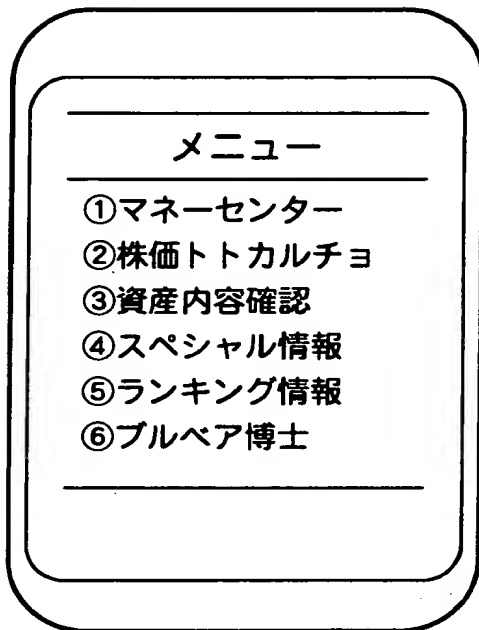 メニュー
①マネーセンター
②株価トトカルチョ
③資産内容確認
④スペシャル情報
⑤ランキング情報
⑥ブルベア博士